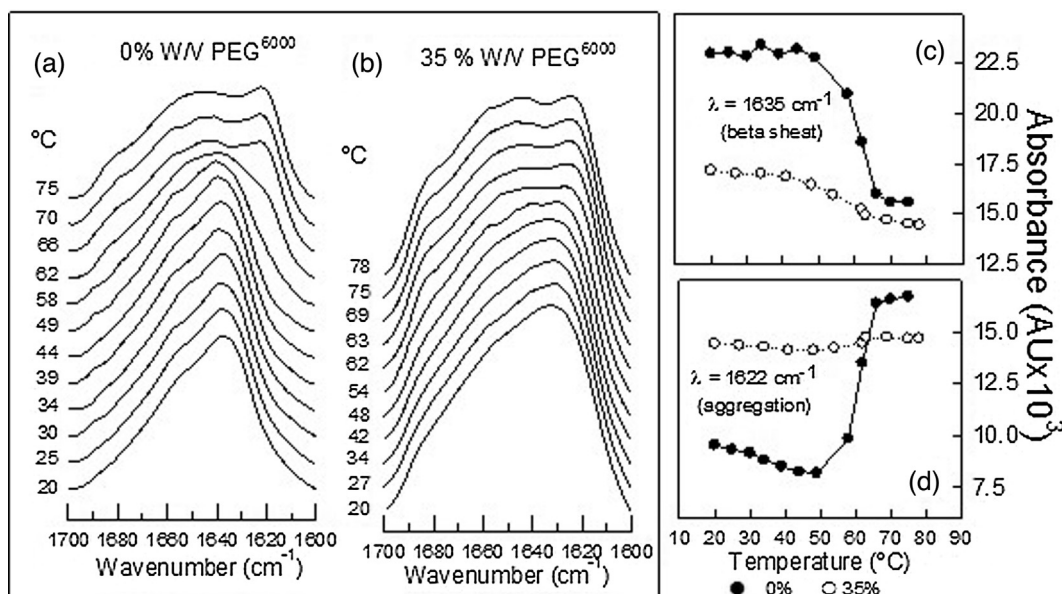 (a)
0% W/V PEG6000
°C
75
70
66
62
58
49
44
39
34
30
25
20
1700 1680 1660 1640 1620 1600
Wavenumber (cm-1)
(b)
35 % W/V PEG6000
°C
78
75
69
63
62
54
48
42
34
27
20
1700 1680 1660 1640 1620 1600
Wavenumber (cm-1)
(c)
λ = 1635 cm-1
(beta sheet)
22.5
20.0
17.5
15.0
12.5
λ = 1622 cm-1
(aggregation)
(d)
15.0
12.5
10.0
7.5
Absorbance (AUx10³)
10 20 30 40 50 60 70 80 90
Temperature (°C)
0% 35%